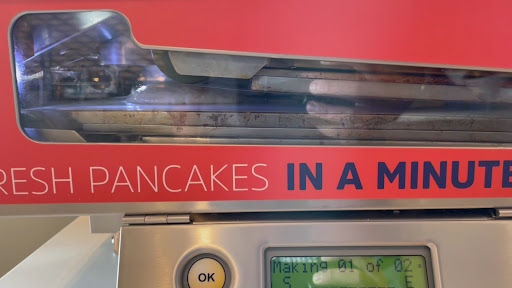 RESH PANCAKES IN A MINUTE
OK
Making 01 of 02
S E